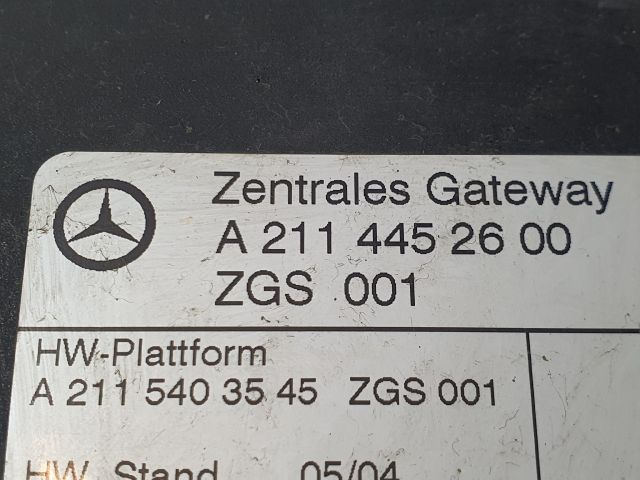 Zentrales Gateway
A 211 445 26 00
ZGS 001
HW-Plattform
A 211 540 35 45 ZGS 001
HW Stand 05/04